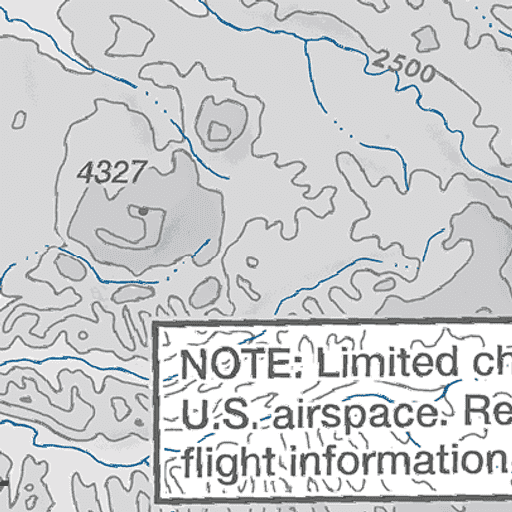 2500
4327
NOTE: Limited
U.S. airspace.
flight information